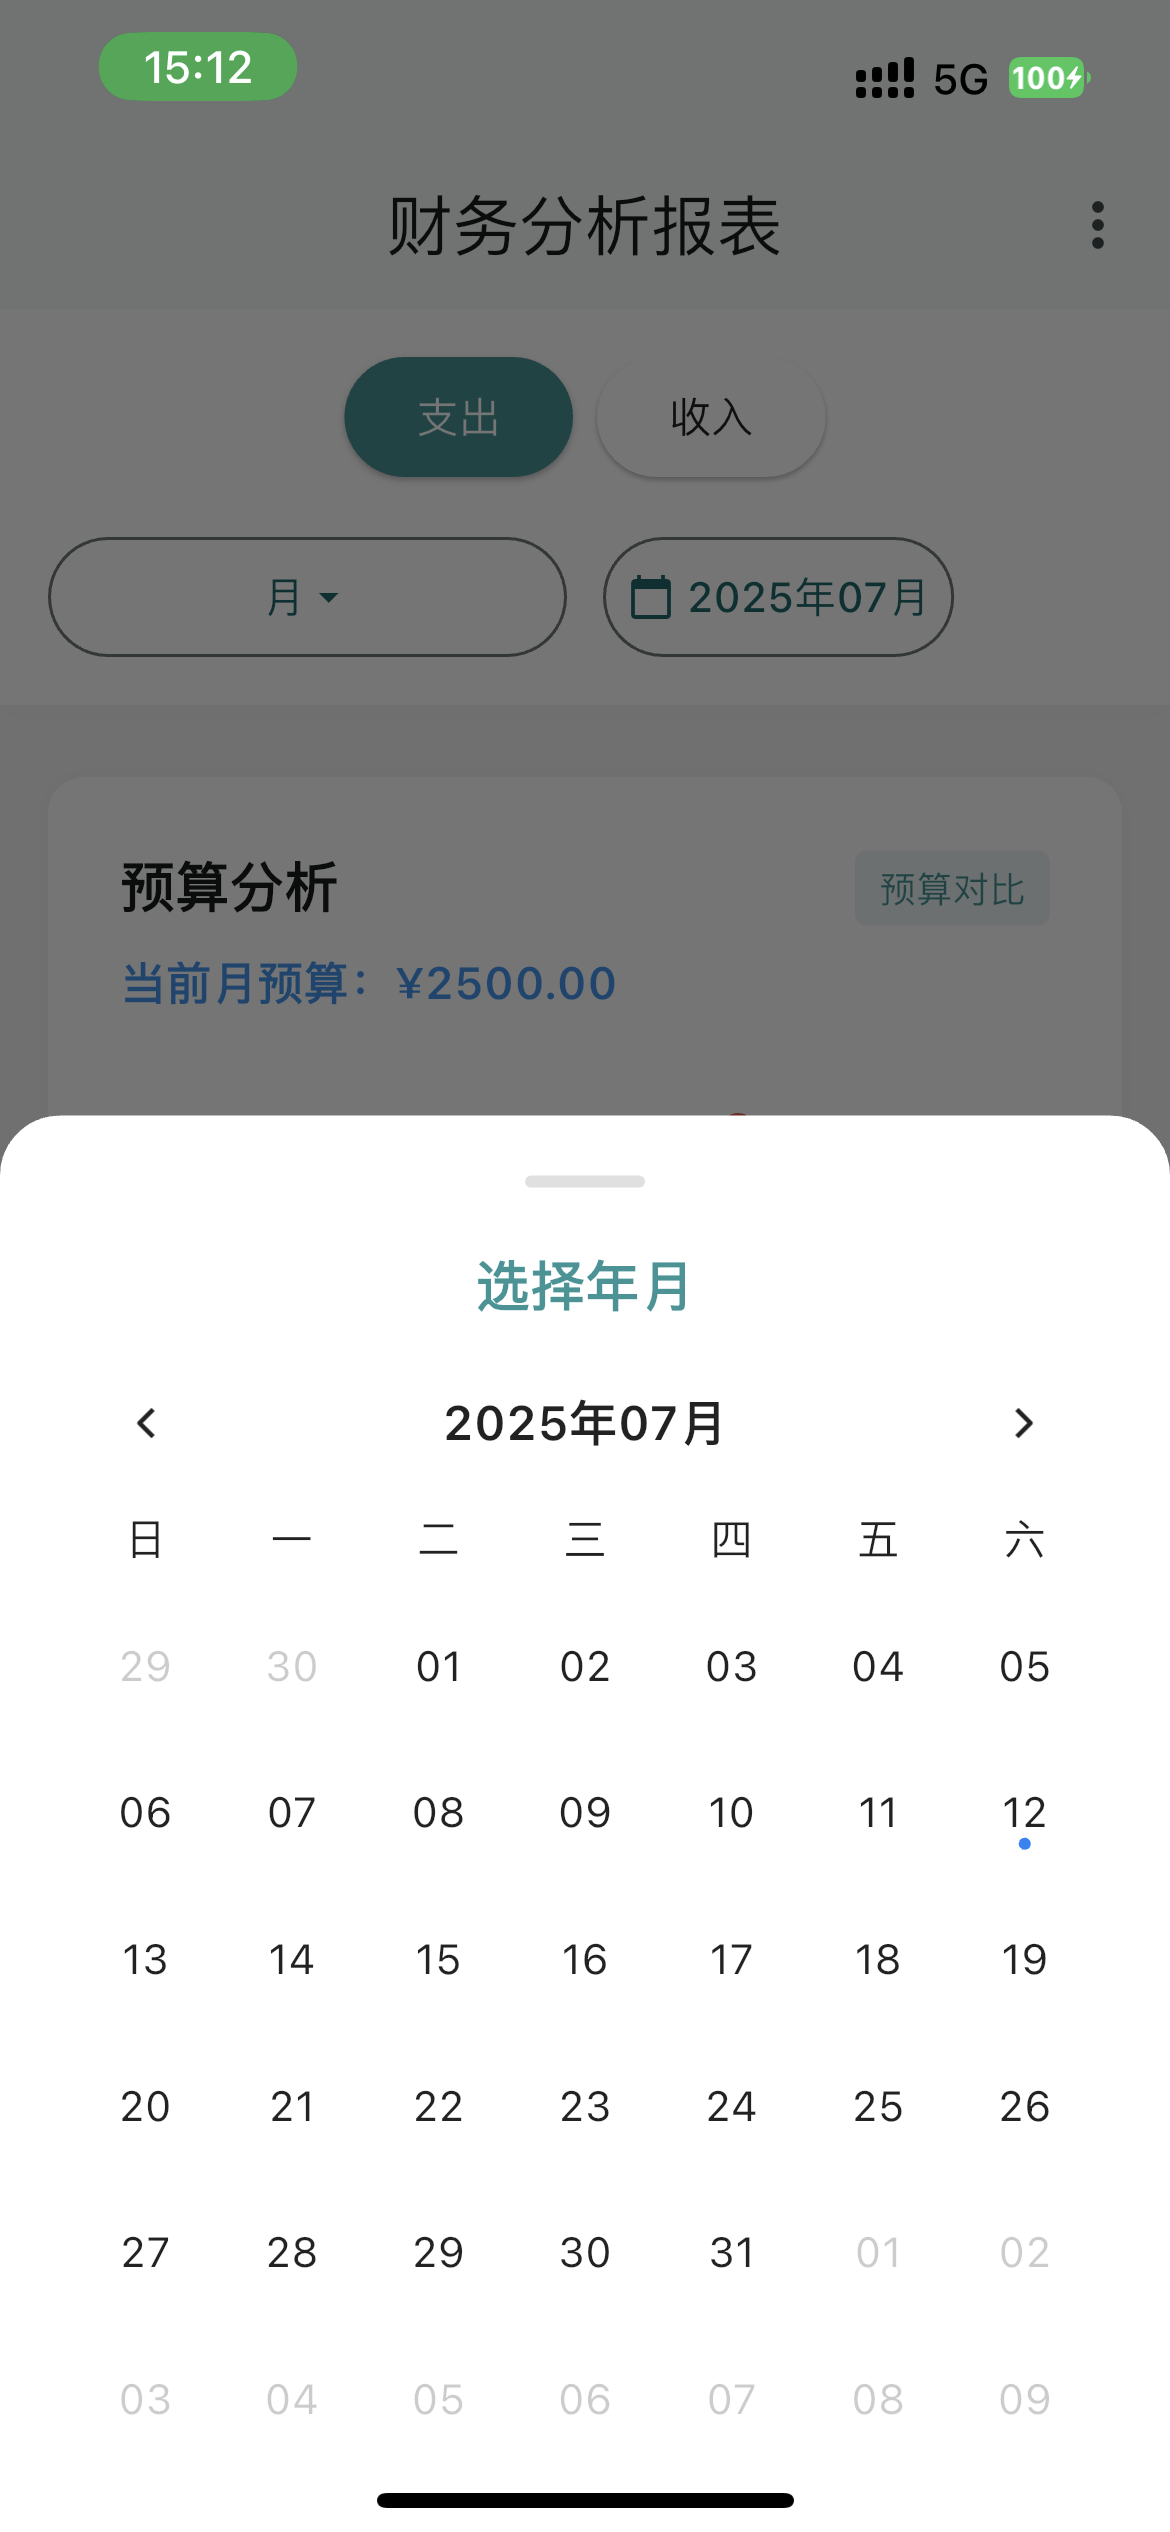 15:12 5G 100
财务分析报表
支出 收入
月 2025年07月
预算分析 预算对比
当前月预算：¥2500.00
选择年月
2025年07月
日 一 二 三 四 五 六
29 30 01 02 03 04 05
06 07 08 09 10 11 12
13 14 15 16 17 18 19
20 21 22 23 24 25 26
27 28 29 30 31 01 02
03 04 05 06 07 08 09